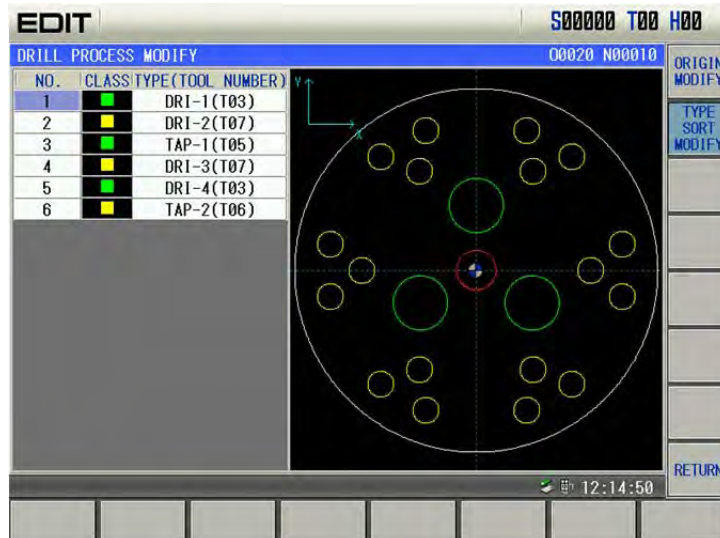 EDIT S00000 T00 H00
DRILL PROCESS MODIFY O0020 N00010
NO. CLASS TYPE(TOOL NUMBER)
1 DRI-1(T03)
2 DRI-2(T07)
3 TAP-1(T05)
4 DRI-3(T07)
5 DRI-4(T03)
6 TAP-2(T06)
Y
X
ORIGIN
MODIFY
TYPE
SORT
MODIFY
RETURN
12:14:50